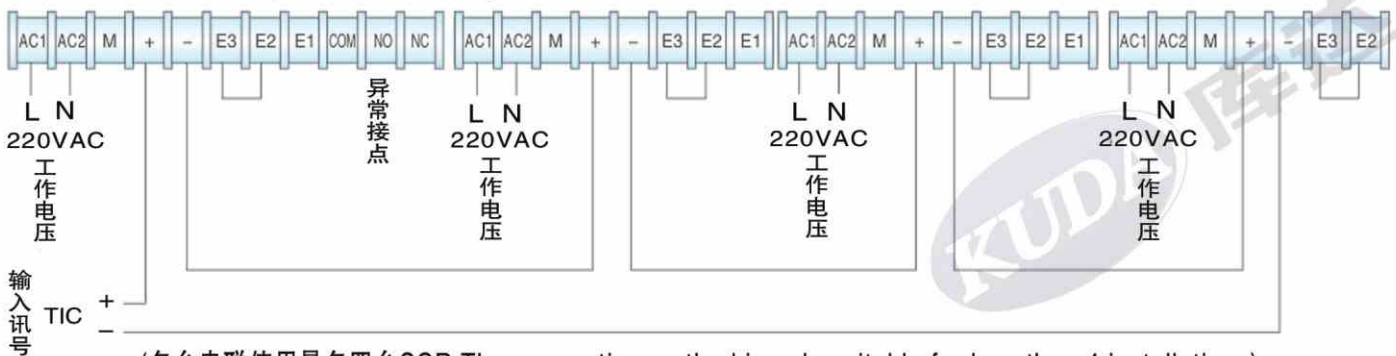 AC1 AC2 M + - E3 E2 E1 COM NO NC AC1 AC2 M + - E3 E2 E1 AC1 AC2 M + - E3 E2 E1 AC1 AC2 M + - E3 E2
L N L N L N L N
220VAC 220VAC 220VAC 220VAC
工作电压
异常接点
工作电压
工作电压
工作电压
输入讯号 TIC + -
KUDA 库达